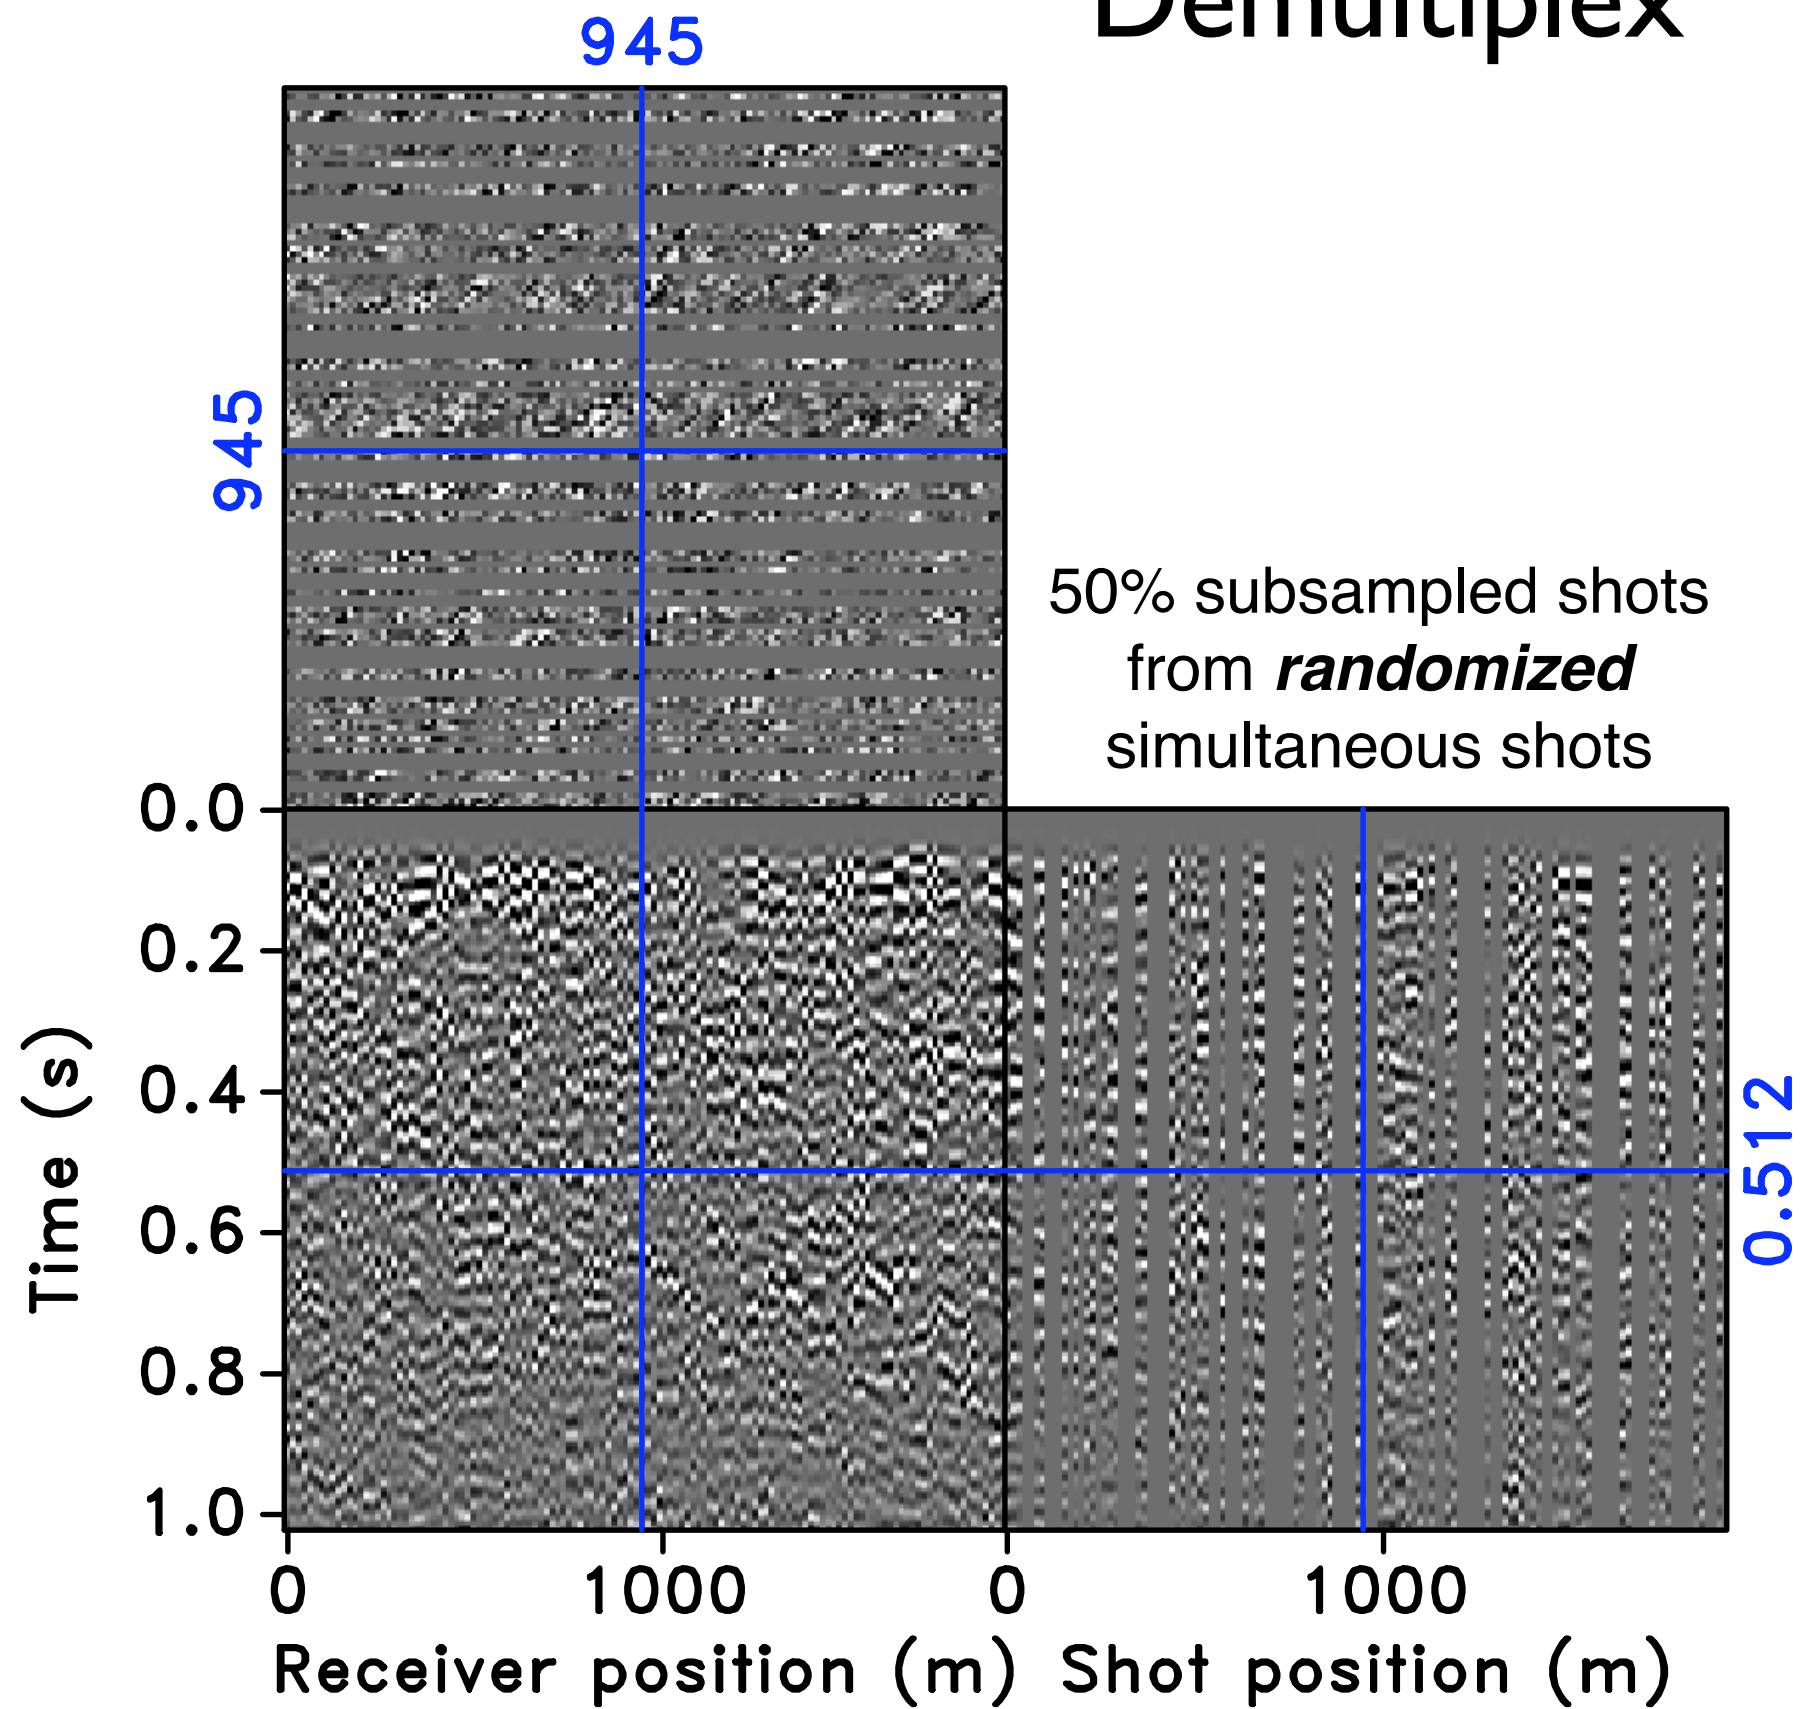 Demultiplex
945
945
50% subsampled shots
from randomized
simultaneous shots
0.0
0.2
0.4
0.6
0.8
1.0
Time (s)
0.512
0 1000 0 1000
Receiver position (m) Shot position (m)